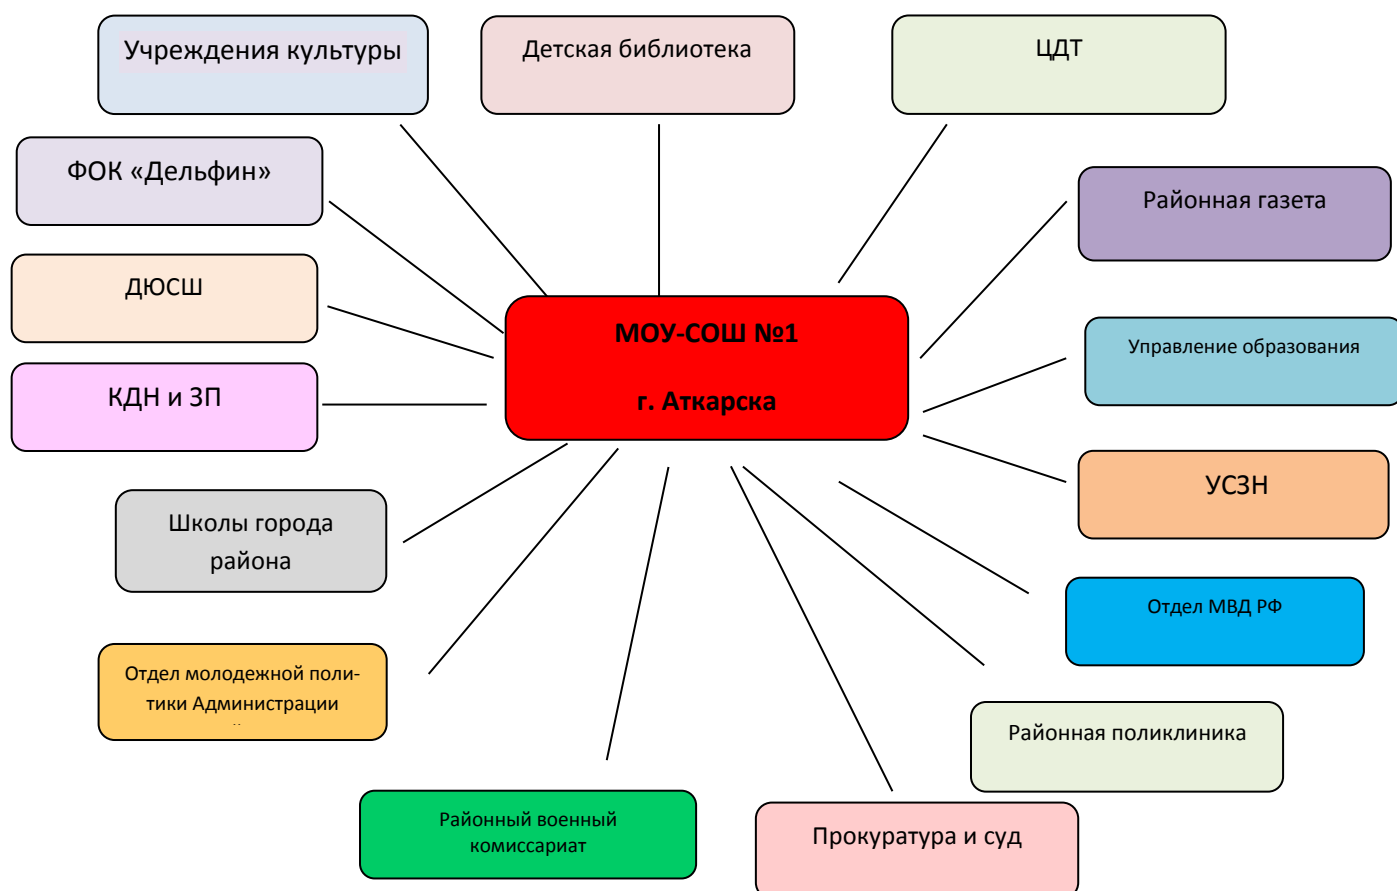 Учреждения культуры
Детская библиотека
ЦДТ
ФОК «Дельфин»
Районная газета
ДЮСШ
МОУ-СОШ №1
г. Аткарска
Управление образования
КДН и ЗП
УСЗН
Школы города
района
Отдел МВД РФ
Отдел молодежной поли-
тики Администрации
Районная поликлиника
Районный военный
комиссариат
Прокуратура и суд